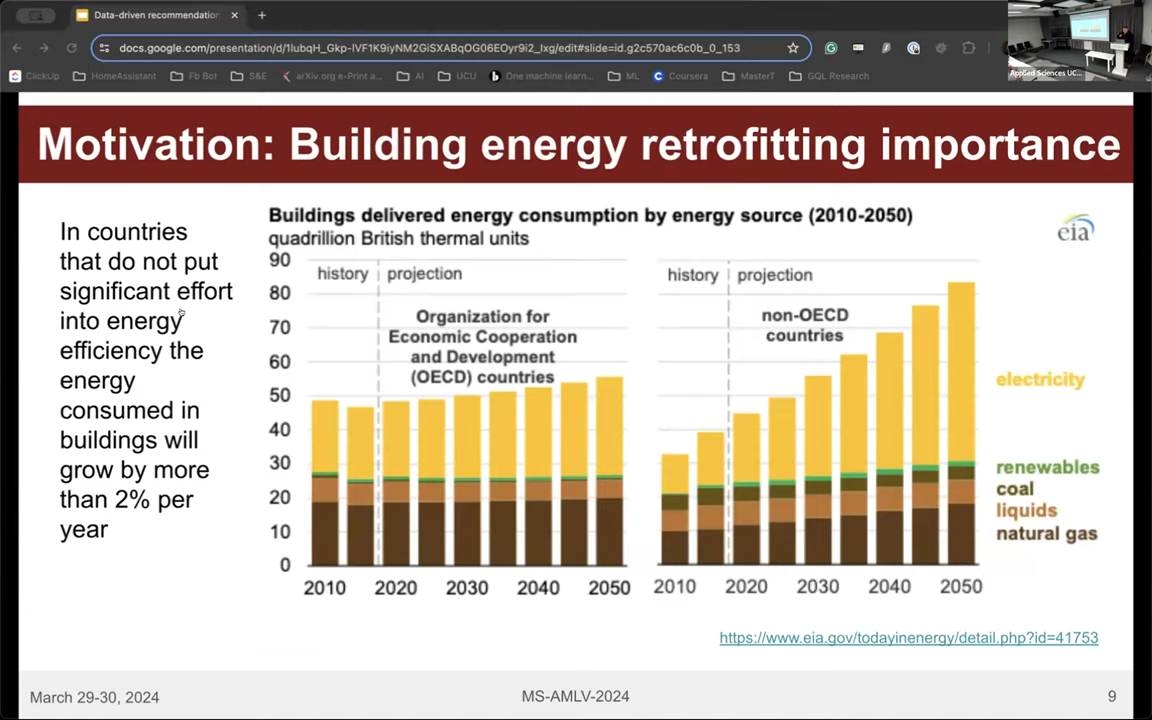 Data-driven recommendation
docs.google.com/presentation/d/1lubqH_Gkp-IVF1K9iyNM2GiSXABqOG06EOyr9i2_lxg/edit#slide=id.g2c570ac6c0b_0_153
ClickUp
HomeAssistant
Fb Bot
S&E
arXiv.org e-Print a...
AI
UCU
One machine learn...
ML
Coursera
MasterT
GQL Research
Applied Sciences UC...
Motivation: Building energy retrofitting importance
In countries
that do not put
significant effort
into energy
efficiency the
energy
consumed in
buildings will
grow by more
than 2% per
year
Buildings delivered energy consumption by energy source (2010-2050)
quadrillion British thermal units
eia
90
80
70
60
50
40
30
20
10
0
history projection
Organization for
Economic Cooperation
and Development
(OECD) countries
2010 2020 2030 2040 2050
history projection
non-OECD
countries
2010 2020 2030 2040 2050
electricity
renewables
coal
liquids
natural gas
https://www.eia.gov/todayinenergy/detail.php?id=41753
March 29-30, 2024
MS-AMLV-2024
9